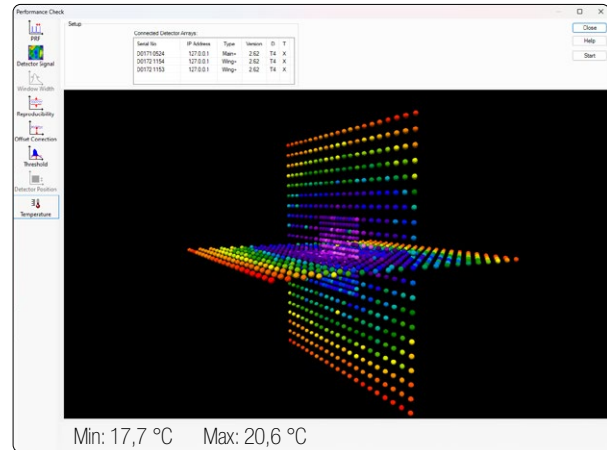 Performance Check
PRF
Detector Signal
Window Width
Reproducibility
Offset Correction
Threshold
Detector Position
Temperature
Setup
Connected Detector Arrays:
Serial No. IP Address Type Version D T
D0171 0524 127.0.0.1 Main+ 2.62 T4 X
D0172 1154 127.0.0.1 Wing+ 2.62 T4 X
D0172 1153 127.0.0.1 Wing+ 2.62 T4 X
Close
Help
Start
Min: 17,7 °C Max: 20,6 °C